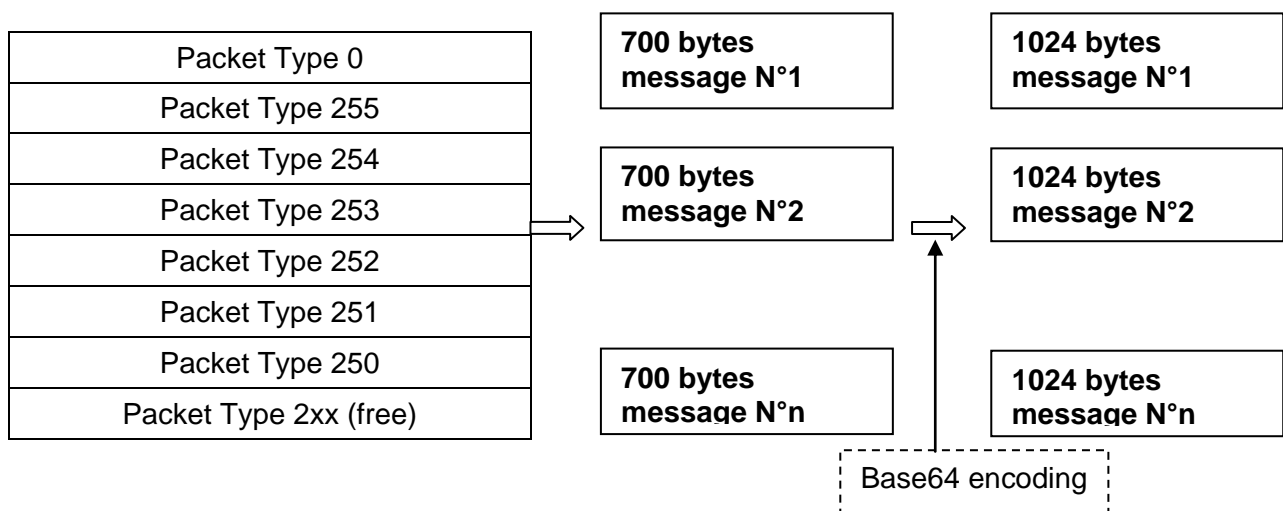 Packet Type 0
Packet Type 255
Packet Type 254
Packet Type 253
Packet Type 252
Packet Type 251
Packet Type 250
Packet Type 2xx (free)
700 bytes
message N°1
700 bytes
message N°2
700 bytes
message N°n
1024 bytes
message N°1
1024 bytes
message N°2
1024 bytes
message N°n
Base64 encoding